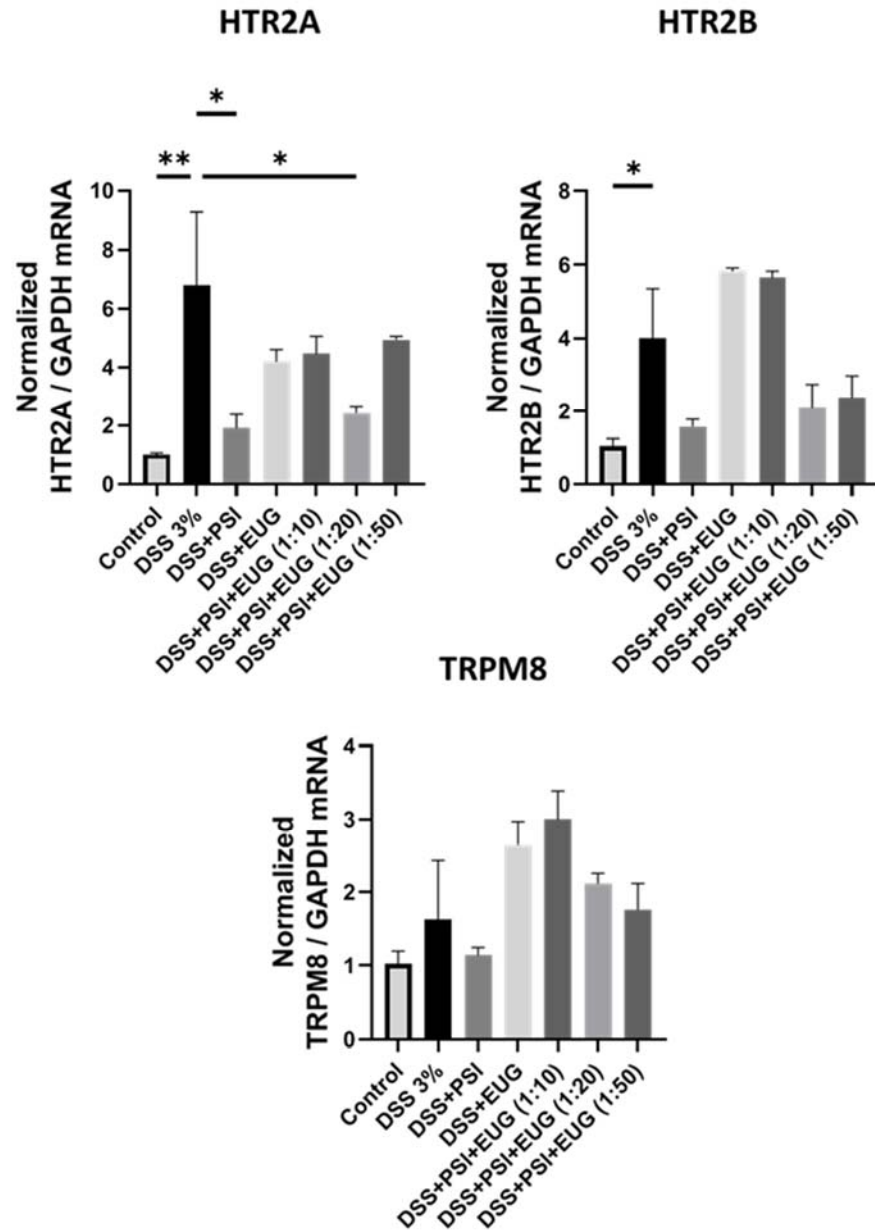 HTR2A
*
**
*
Normalized
HTR2A / GAPDH mRNA
10
8
6
4
2
0
Control
DSS 3%
DSS+PSI
DSS+EUG
DSS+PSI+EUG (1:10)
DSS+PSI+EUG (1:20)
DSS+PSI+EUG (1:50)
HTR2B
*
Normalized
HTR2B / GAPDH mRNA
8
6
4
2
0
Control
DSS 3%
DSS+PSI
DSS+EUG
DSS+PSI+EUG (1:10)
DSS+PSI+EUG (1:20)
DSS+PSI+EUG (1:50)
TRPM8
Normalized
TRPM8 / GAPDH mRNA
4
3
2
1
0
Control
DSS 3%
DSS+PSI
DSS+EUG
DSS+PSI+EUG (1:10)
DSS+PSI+EUG (1:20)
DSS+PSI+EUG (1:50)